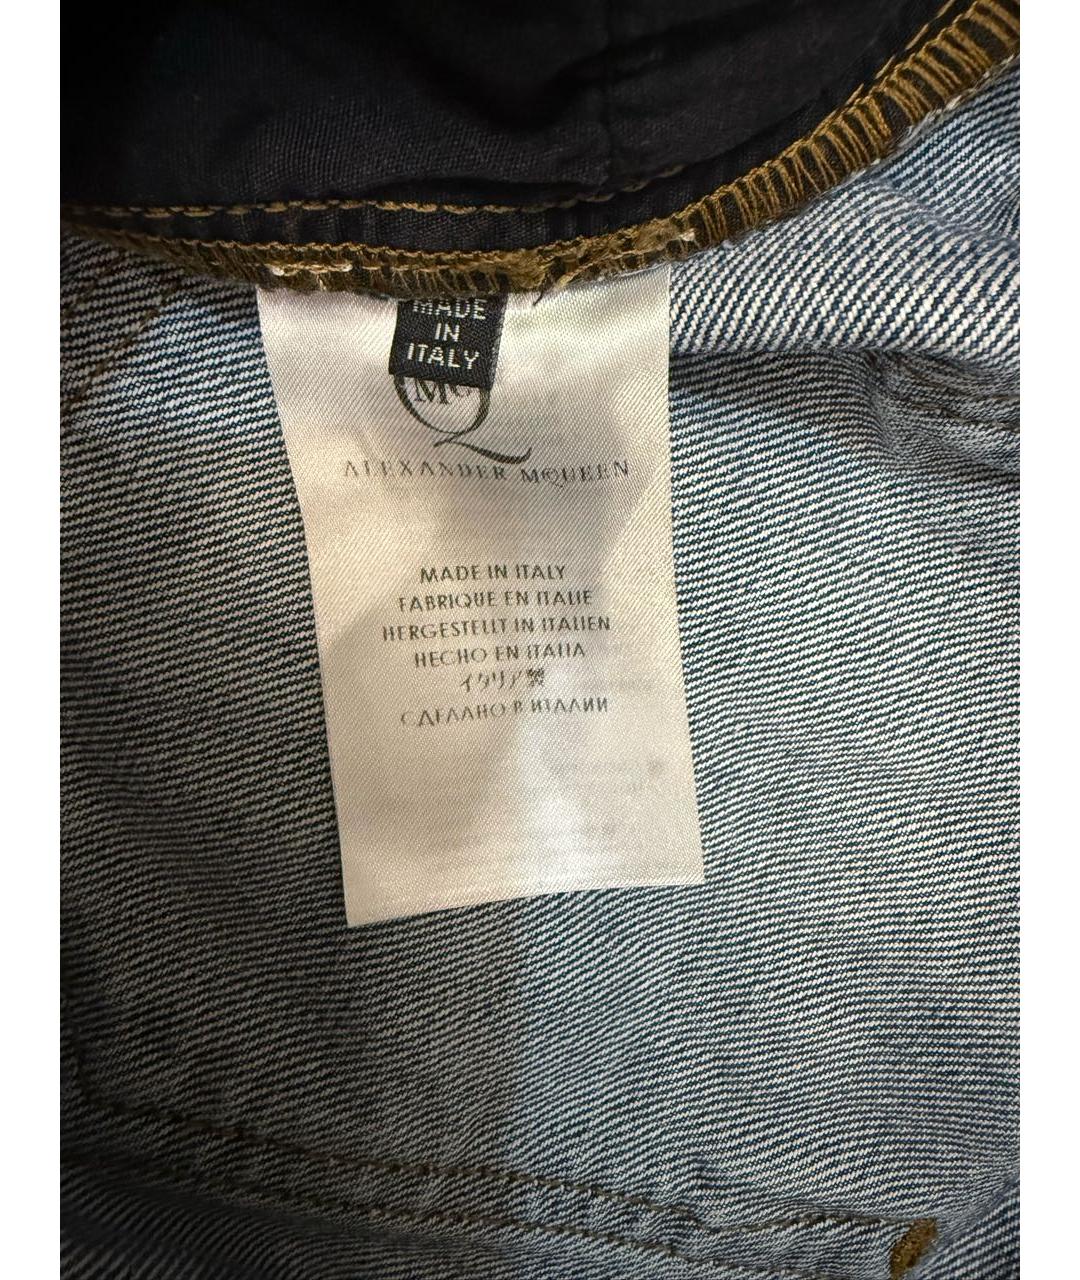 MADE
IN
ITALY
McQ
ALEXANDER MCQUEEN
MADE IN ITALY
FABRIQUE EN ITALIE
HERGESTELLT IN ITALIEN
HECHO EN ITALIA
イタリア製
СДЕЛАНО В ИТАЛИИ